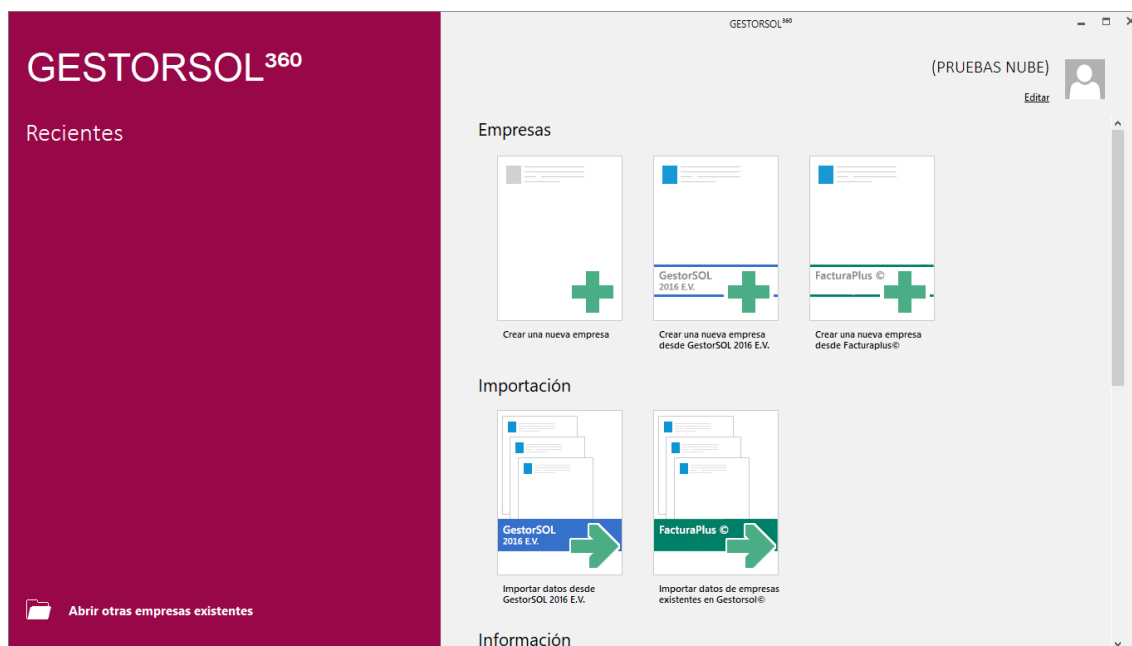 GESTORSOL³⁶⁰
GESTORSOL³⁶⁰
(PRUEBAS NUBE)
Editar
Recientes
Empresas
GestorSOL
2016 E.V.
FacturaPlus ©
Crear una nueva empresa
Crear una nueva empresa
desde GestorSOL 2016 E.V.
Crear una nueva empresa
desde Facturaplus©
Importación
GestorSOL
2016 E.V.
FacturaPlus ©
Importar datos desde
GestorSOL 2016 E.V.
Importar datos de empresas
existentes en Gestorsol©
Abrir otras empresas existentes
Información